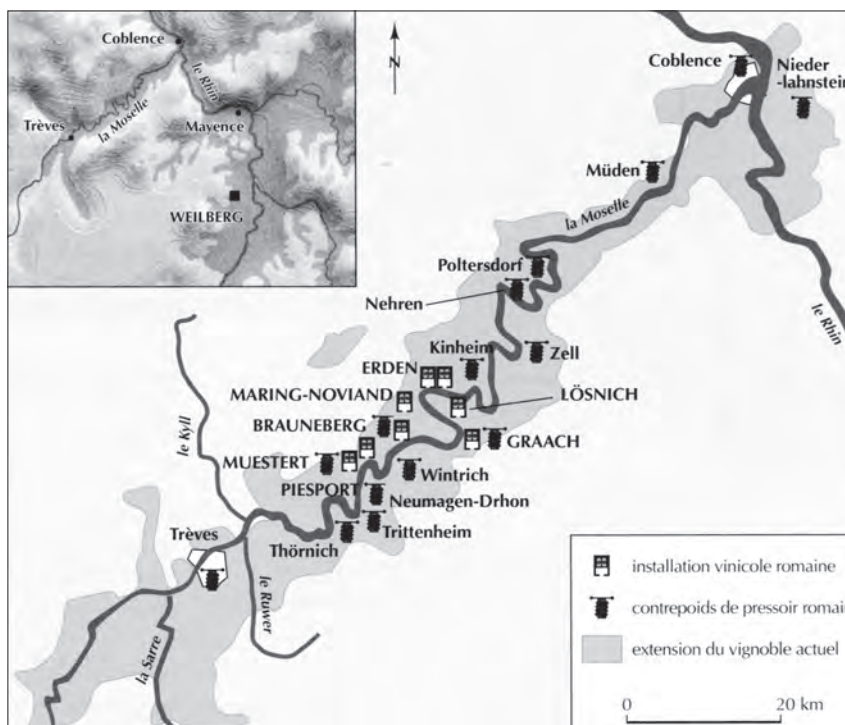 Coblence
le Rhin
Trèves
la Moselle
Mayence
WEILBERG
N
Coblence
Nieder
-lahnstein
Müden
la Moselle
Poltersdorf
Nehren
le Rhin
Kinheim
Zell
ERDEN
MARING-NOVIAND
LÖSNICH
BRAUNEBERG
GRAACH
MUESTERT
Wintrich
PIESPORT
Neumagen-Drhon
le Kyll
Trèves
Trittenheim
Thörnich
le Ruwer
la Sarre
installation vinicole romaine
contrepoids de pressoir romain
extension du vignoble actuel
0 20 km